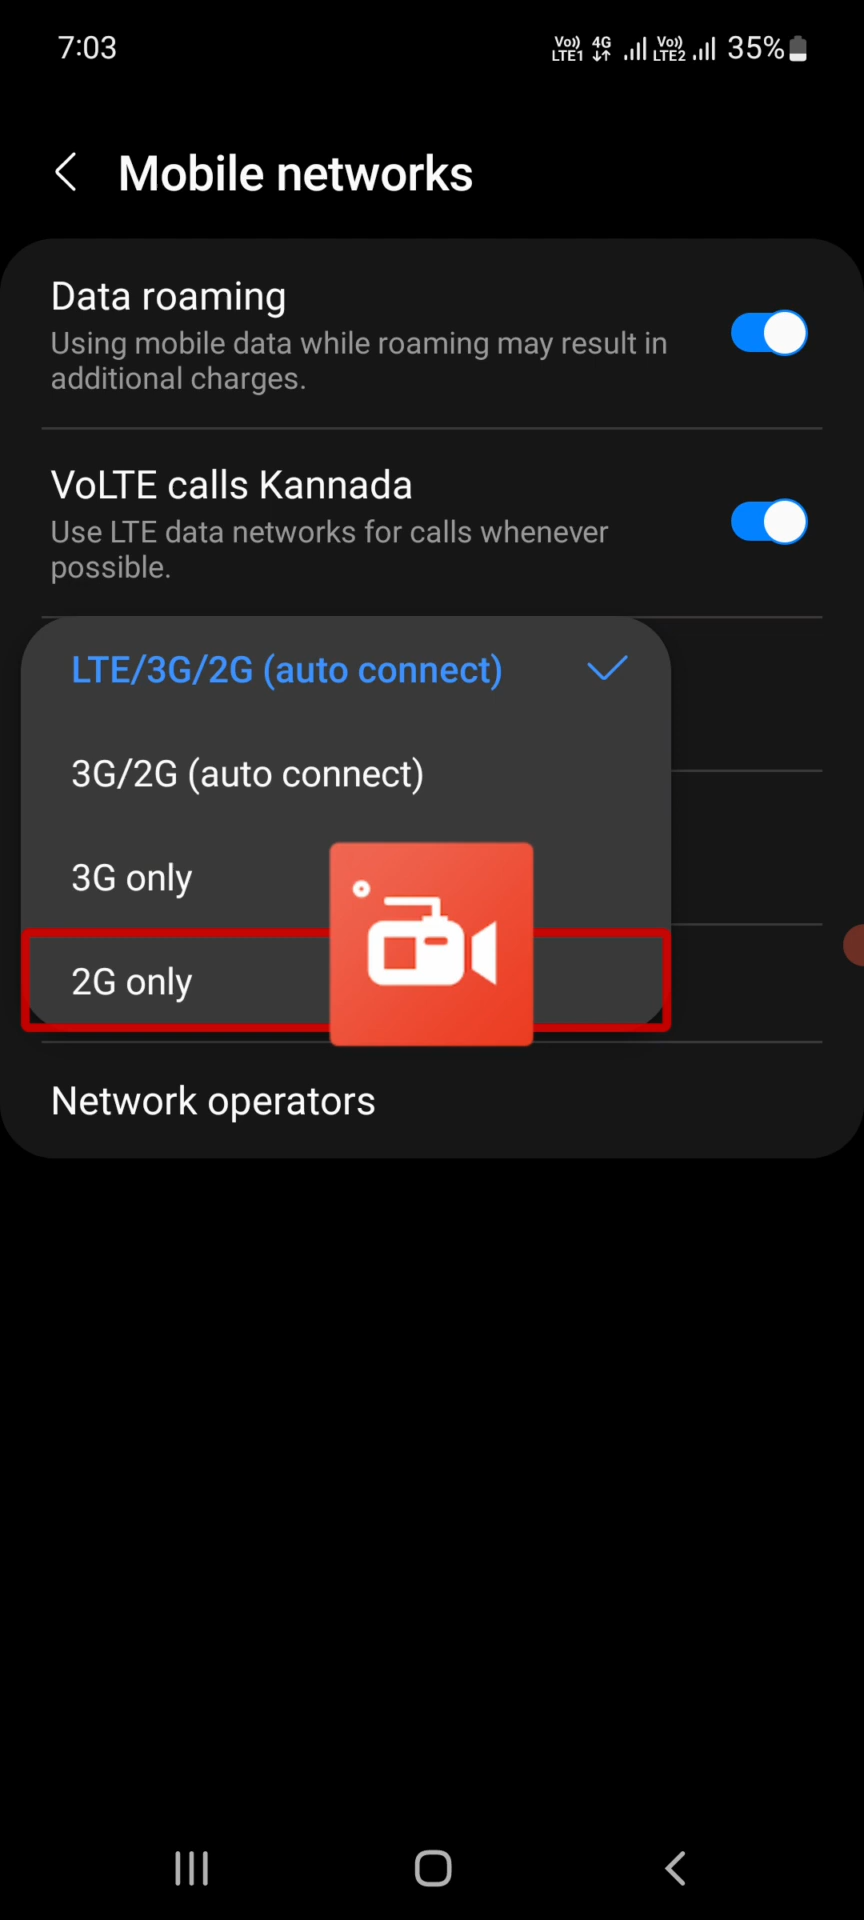 7:03
Vo)) LTE1 4G Vo)) LTE2 35%
Mobile networks
Data roaming
Using mobile data while roaming may result in
additional charges.
VoLTE calls Kannada
Use LTE data networks for calls whenever
possible.
LTE/3G/2G (auto connect)
3G/2G (auto connect)
3G only
2G only
Network operators